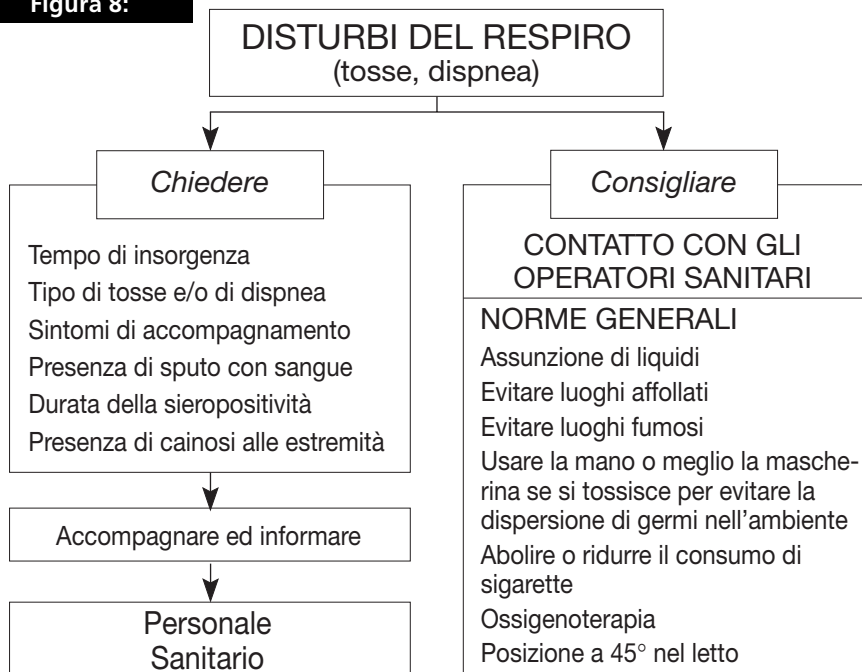 Figura 8:
DISTURBI DEL RESPIRO
(tosse, dispnea)
Chiedere
Tempo di insorgenza
Tipo di tosse e/o di dispnea
Sintomi di accompagnamento
Presenza di sputo con sangue
Durata della sieropositività
Presenza di cainosi alle estremità
Accompagnare ed informare
Personale
Sanitario
Consigliare
CONTATTO CON GLI
OPERATORI SANITARI
NORME GENERALI
Assunzione di liquidi
Evitare luoghi affollati
Evitare luoghi fumosi
Usare la mano o meglio la masche-
rina se si tossisce per evitare la
dispersione di germi nell'ambiente
Abolire o ridurre il consumo di
sigarette
Ossigenoterapia
Posizione a 45° nel letto